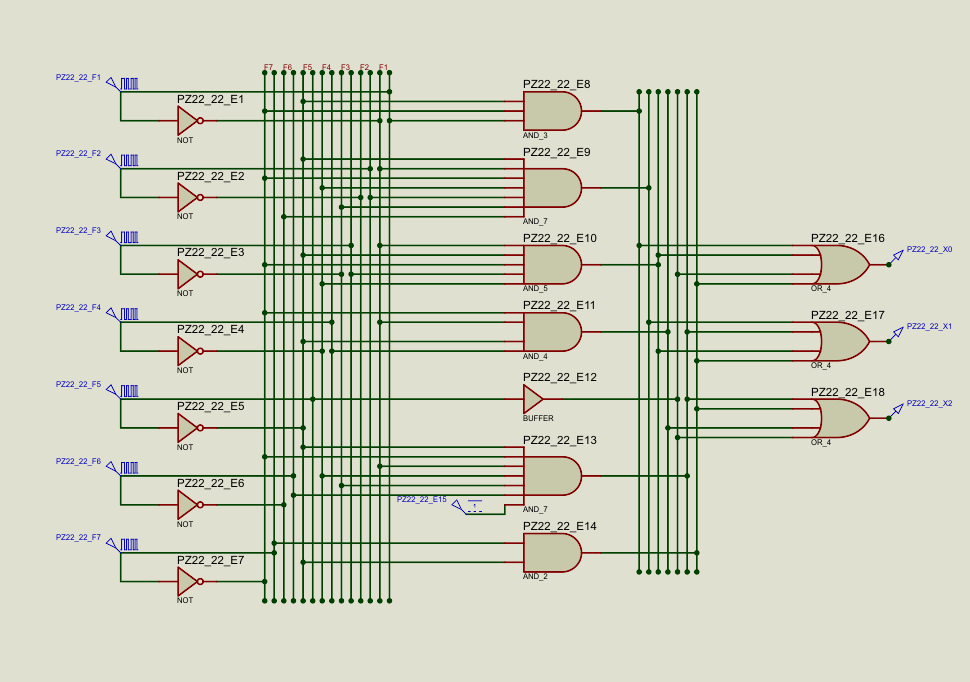 F7 F6 F5 F4 F3 F2 F1
PZ22_22_F1
PZ22_22_E1
NOT
PZ22_22_F2
PZ22_22_E2
NOT
PZ22_22_F3
PZ22_22_E3
NOT
PZ22_22_F4
PZ22_22_E4
NOT
PZ22_22_F5
PZ22_22_E5
NOT
PZ22_22_F6
PZ22_22_E6
NOT
PZ22_22_F7
PZ22_22_E7
NOT
PZ22_22_E8
AND_3
PZ22_22_E9
AND_7
PZ22_22_E10
AND_5
PZ22_22_E11
AND_4
PZ22_22_E12
BUFFER
PZ22_22_E13
PZ22_22_E15
AND_7
PZ22_22_E14
AND_2
PZ22_22_E16
PZ22_22_X0
OR_4
PZ22_22_E17
PZ22_22_X1
OR_4
PZ22_22_E18
PZ22_22_X2
OR_4